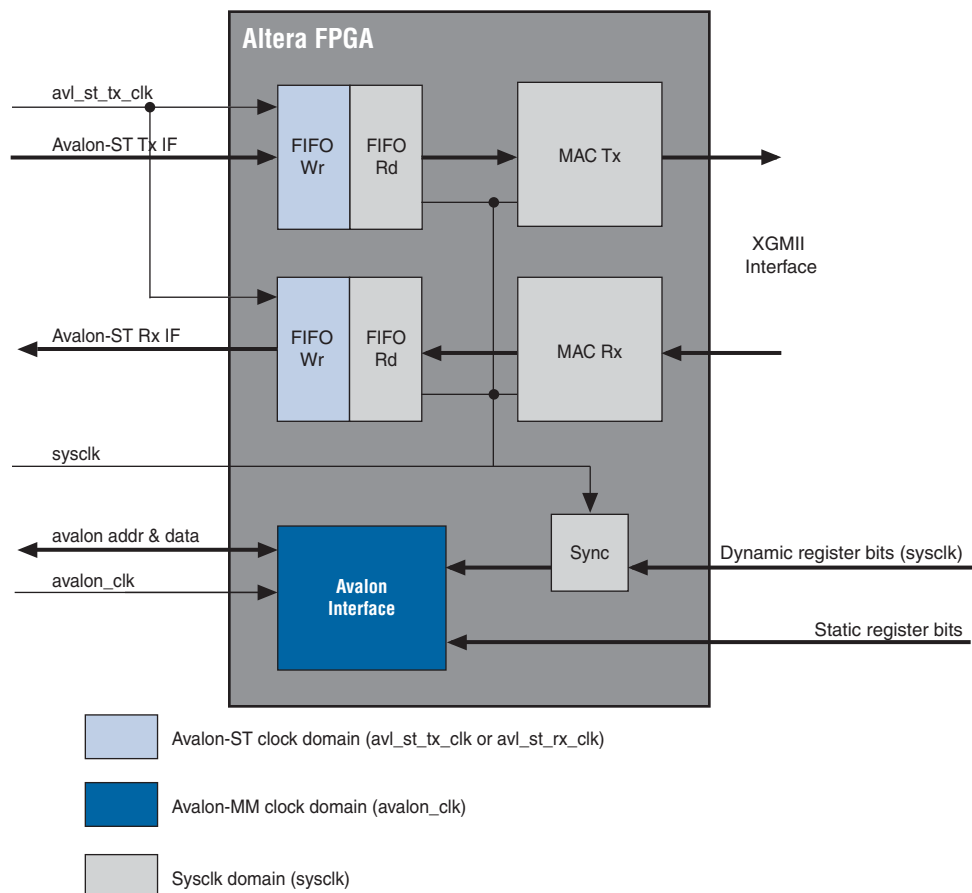 Altera FPGA
avl_st_tx_clk
Avalon-ST Tx IF
FIFO
Wr
FIFO
Rd
MAC Tx
XGMII
Interface
Avalon-ST Rx IF
FIFO
Wr
FIFO
Rd
MAC Rx
sysclk
avalon addr & data
avalon_clk
Avalon
Interface
Sync
Dynamic register bits (sysclk)
Static register bits
Avalon-ST clock domain (avl_st_tx_clk or avl_st_rx_clk)
Avalon-MM clock domain (avalon_clk)
Sysclk domain (sysclk)